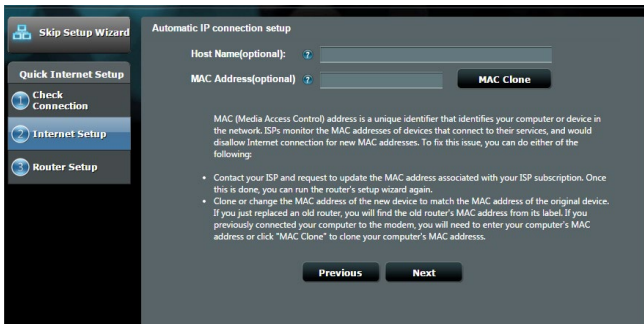 Skip Setup Wizard
Quick Internet Setup
1 Check
Connection
2 Internet Setup
3 Router Setup
Automatic IP connection setup
Host Name(optional): ?
MAC Address(optional) ? MAC Clone
MAC (Media Access Control) address is a unique identifier that identifies your computer or device in
the network. ISPs monitor the MAC addresses of devices that connect to their services, and would
disallow Internet connection for new MAC addresses. To fix this issue, you can do either of the
following:
• Contact your ISP and request to update the MAC address associated with your ISP subscription. Once
this is done, you can run the router's setup wizard again.
• Clone or change the MAC address of the new device to match the MAC address of the original device.
If you just replaced an old router, you will find the old router's MAC address from its label. If you
previously connected your computer to the modem, you will need to enter your computer's MAC
address or click "MAC Clone" to clone your computer's MAC addresss.
Previous Next